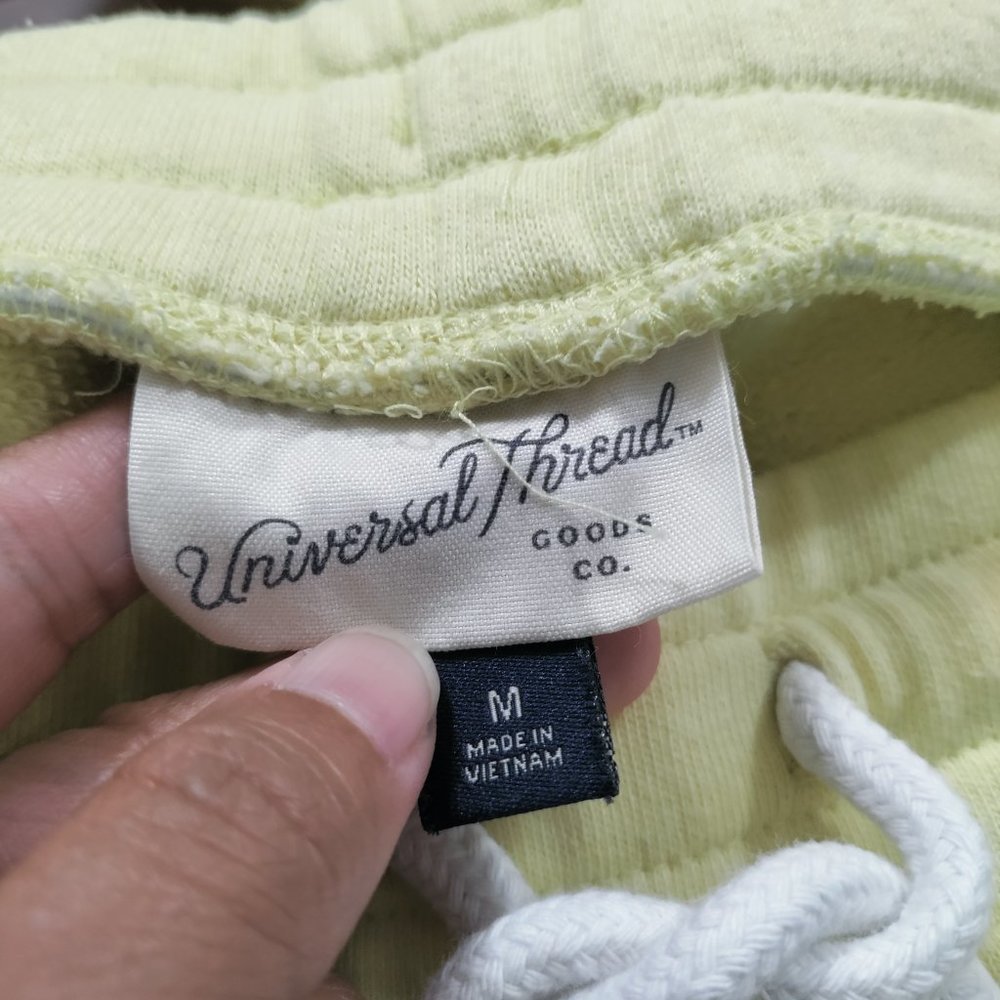 Universal Thread™
GOODS
CO.
M
MADE IN
VIETNAM